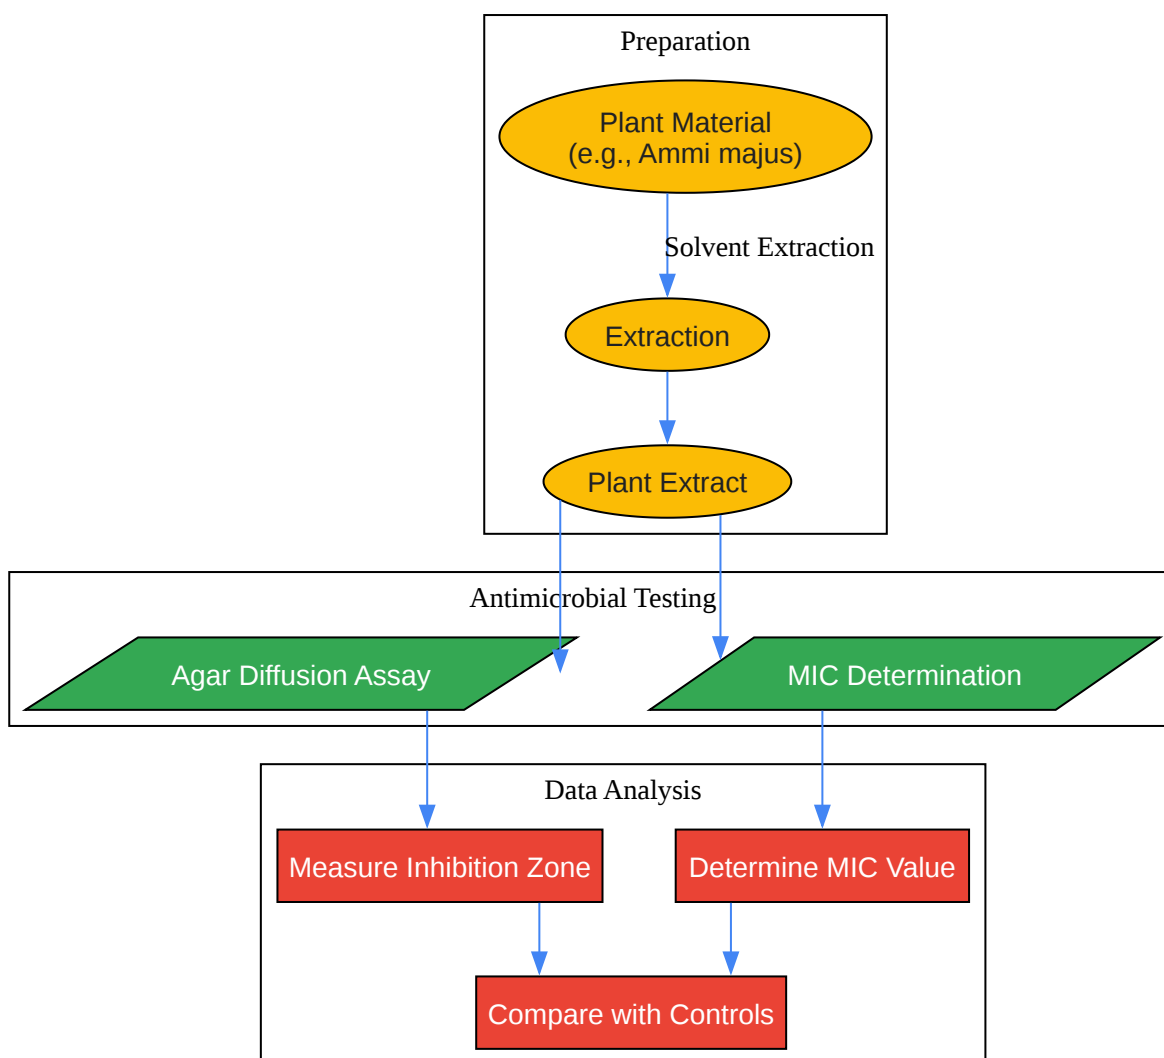 Preparation
Plant Material
(e.g., Ammi majus)
Solvent Extraction
Extraction
Plant Extract
Antimicrobial Testing
Agar Diffusion Assay
MIC Determination
Data Analysis
Measure Inhibition Zone
Determine MIC Value
Compare with Controls